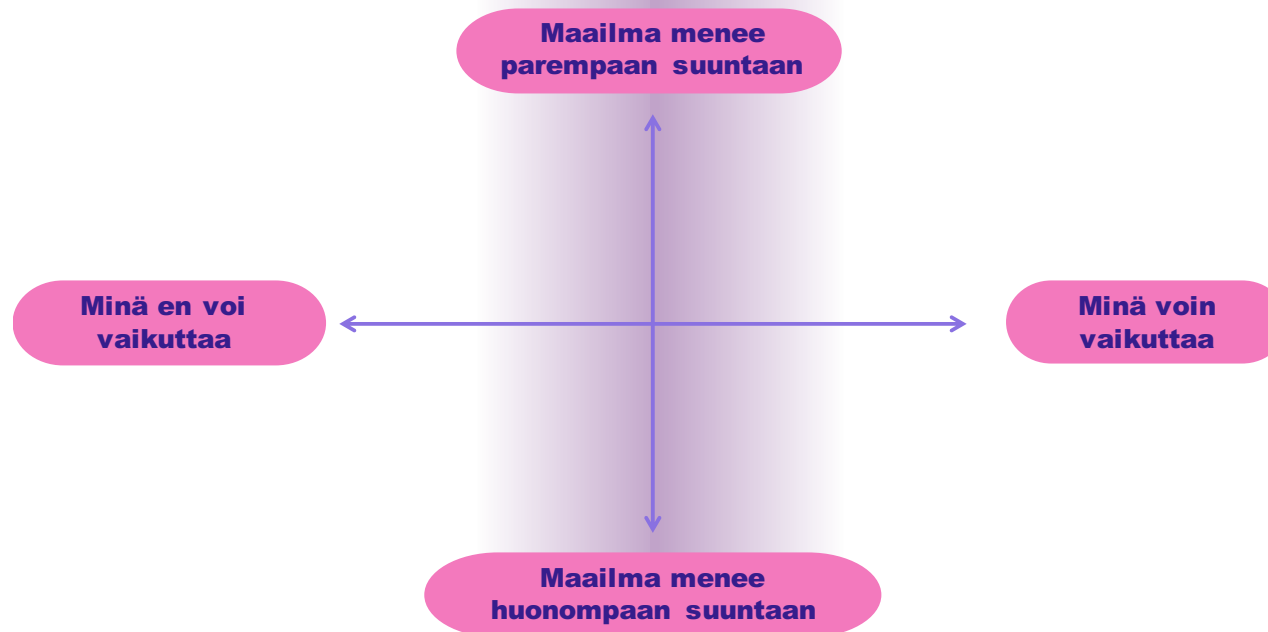 Maailma menee
parempaan suuntaan
Minä en voi
vaikuttaa
Minä voin
vaikuttaa
Maailma menee
huonompaan suuntaan